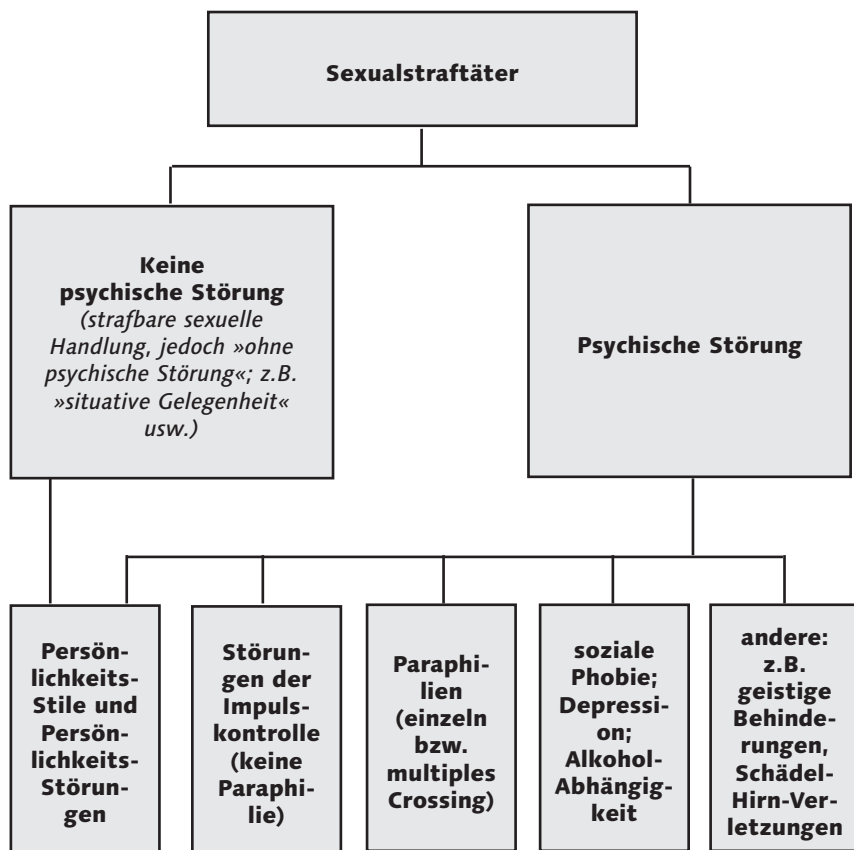 Sexualstraftäter
Keine
psychische Störung
(strafbare sexuelle
Handlung, jedoch »ohne
psychische Störung«; z.B.
»situative Gelegenheit«
usw.)
Psychische Störung
Persön-
lichkeits-
Stile und
Persön-
lichkeits-
Störun-
gen
Störun-
gen der
Impuls-
kontrolle
(keine
Paraphi-
lie)
Paraphi-
lien
(einzeln
bzw.
multiples
Crossing)
soziale
Phobie;
Depressi-
on;
Alkohol-
Abhängig-
keit
andere:
z.B.
geistige
Behinde-
rungen,
Schädel-
Hirn-Ver-
letzungen